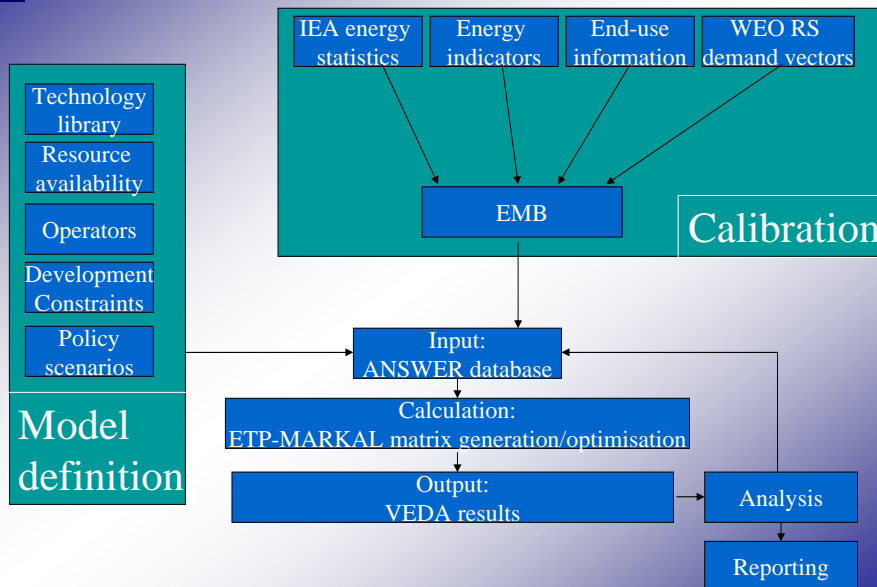 IEA energy
statistics
Energy
indicators
End-use
information
WEO RS
demand vectors
EMB
Calibration
Technology
library
Resource
availability
Operators
Development
Constraints
Policy
scenarios
Model
definition
Input:
ANSWER database
Calculation:
ETP-MARKAL matrix generation/optimisation
Output:
VEDA results
Analysis
Reporting